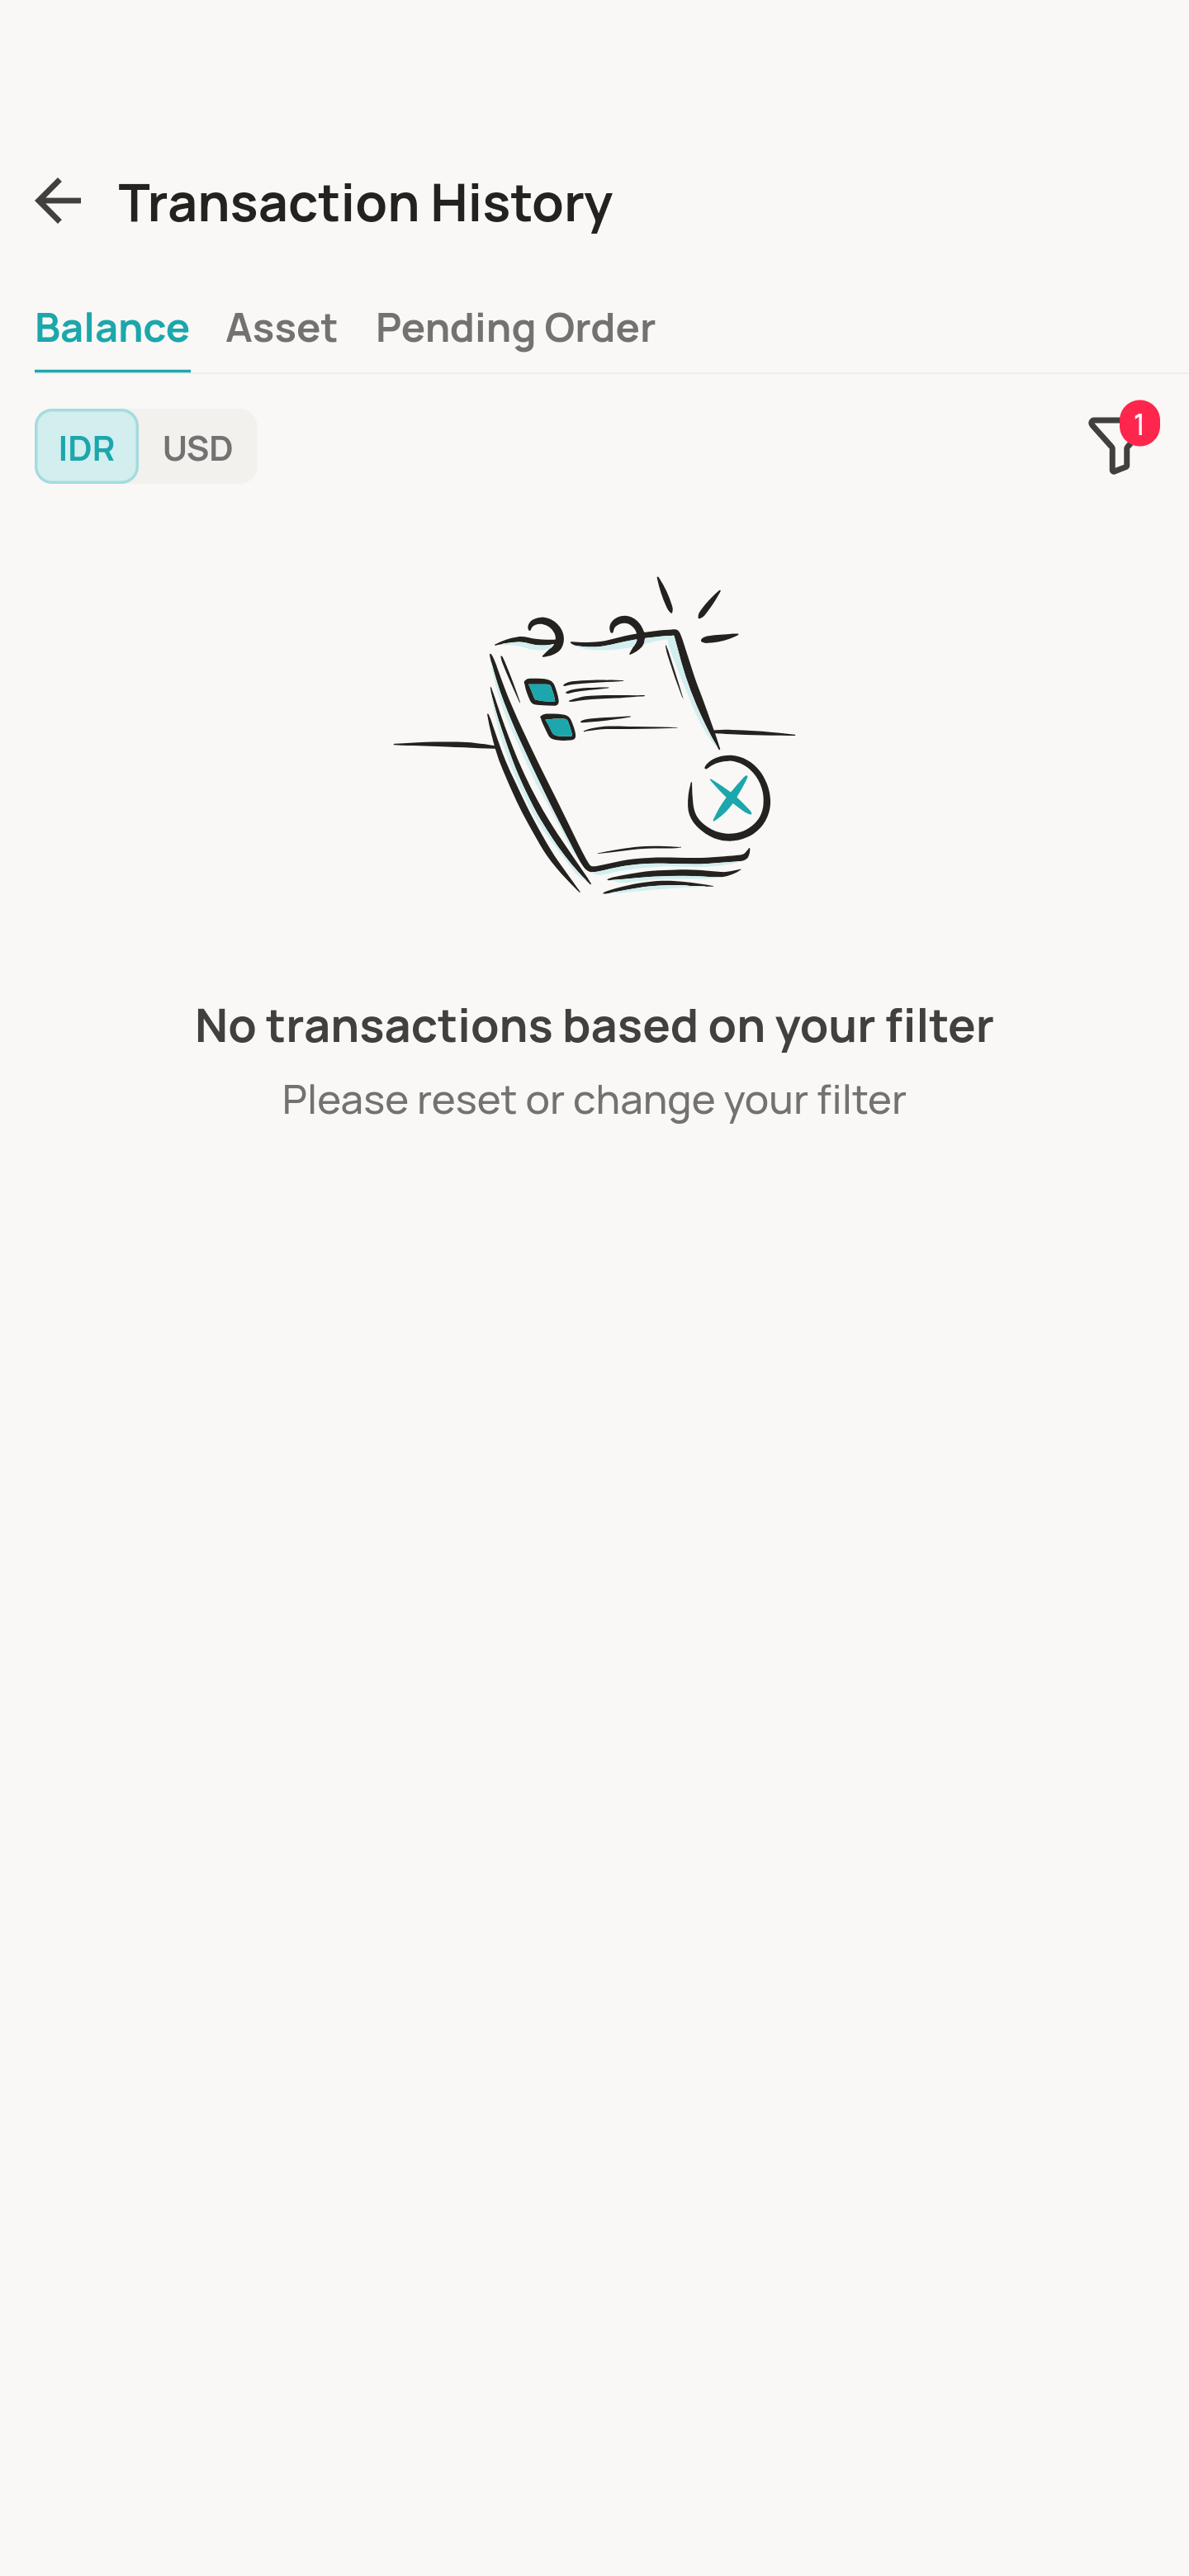 Transaction History
Balance Asset Pending Order
IDR USD 1
No transactions based on your filter
Please reset or change your filter